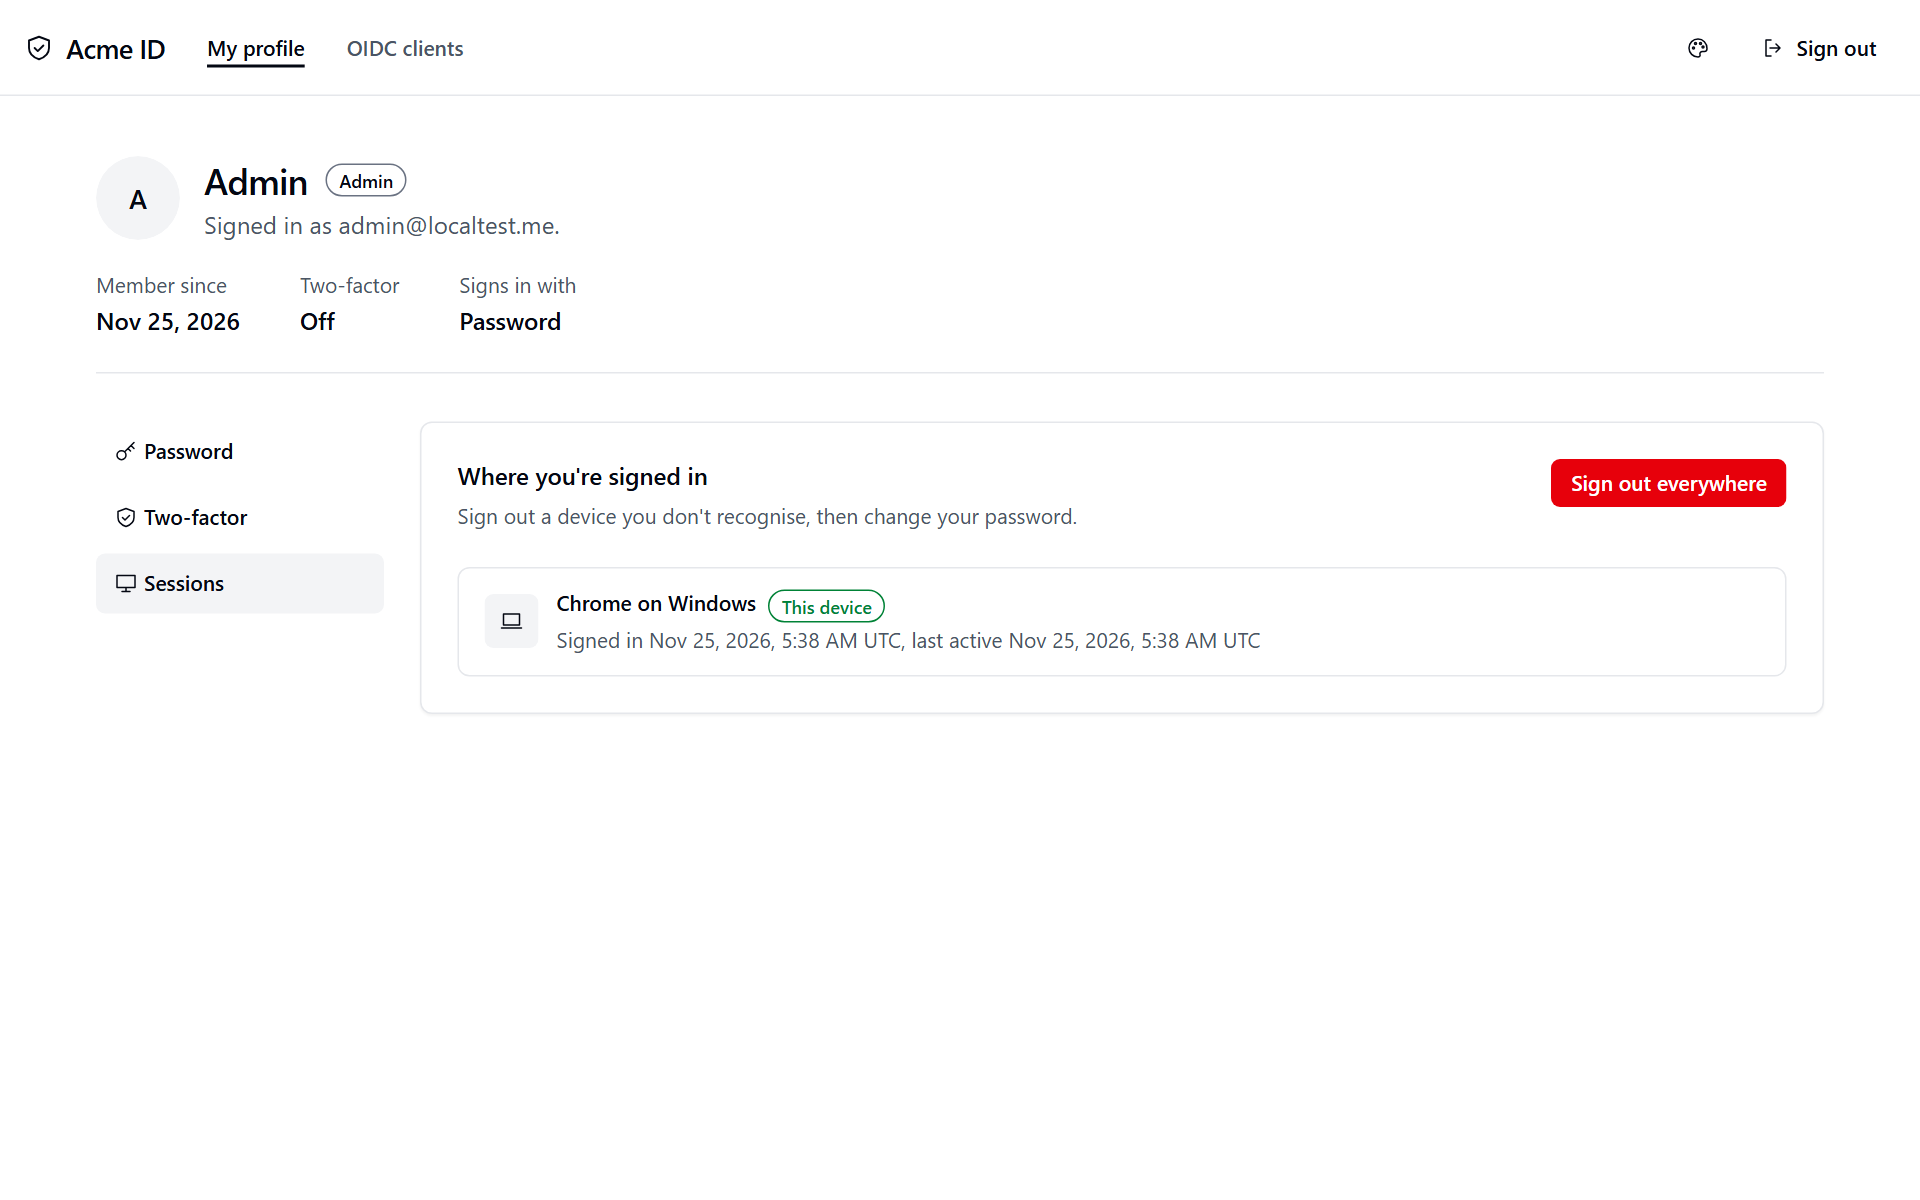 Acme ID
My profile
OIDC clients
Sign out
A
Admin
Admin
Signed in as admin@localtest.me.
Member since
Nov 25, 2026
Two-factor
Off
Signs in with
Password
Password
Two-factor
Sessions
Where you're signed in
Sign out a device you don't recognise, then change your password.
Sign out everywhere
Chrome on Windows
This device
Signed in Nov 25, 2026, 5:38 AM UTC, last active Nov 25, 2026, 5:38 AM UTC